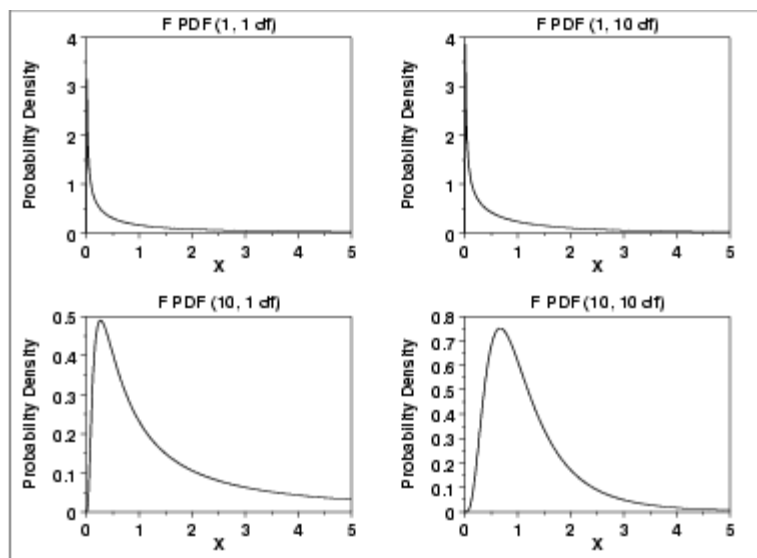 F PDF (1, 1 df)
4
3
2
1
0
Probability Density
0 1 2 3 4 5
X
F PDF (1, 10 df)
4
3
2
1
0
Probability Density
0 1 2 3 4 5
X
F PDF (10, 1 df)
0.5
0.4
0.3
0.2
0.1
0
Probability Density
0 1 2 3 4 5
X
F PDF (10, 10 df)
0.8
0.7
0.6
0.5
0.4
0.3
0.2
0.1
0
Probability Density
0 1 2 3 4 5
X